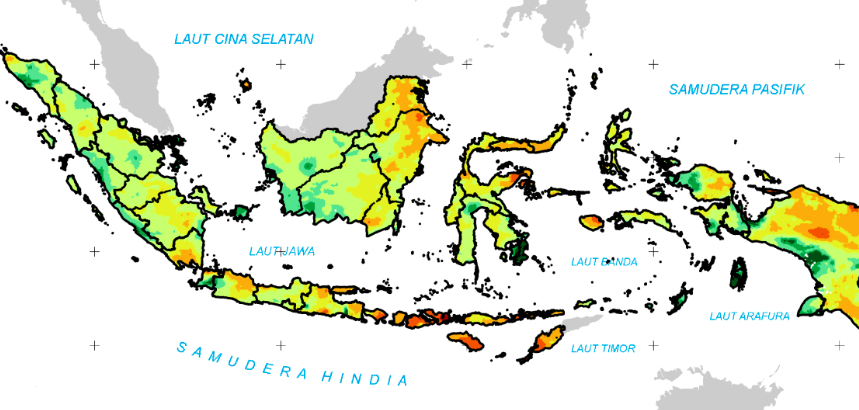 LAUT CINA SELATAN
SAMUDERA PASIFIK
LAUT JAWA
LAUT BANDA
LAUT ARAFURA
LAUT TIMOR
SAMUDERA HINDIA